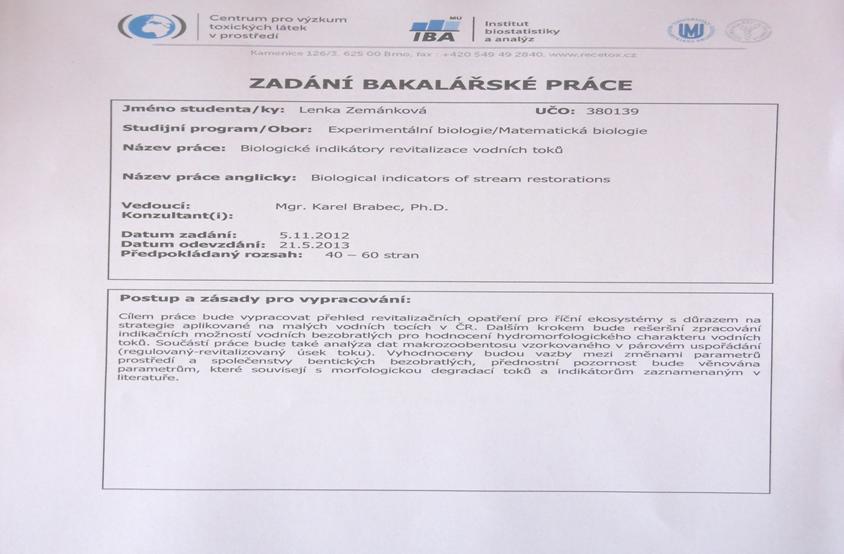 Centrum pro výzkum
toxických látek
v prostředí
MU
IBA
Institut
biostatistiky
a analýz
Kamenice 126/3, 625 00 Brno, fax : +420 549 49 2840, www.recetox.cz
ZADÁNÍ BAKALÁŘSKÉ PRÁCE
Jméno studenta/ky: Lenka Zemánková UČO: 380139
Studijní program/Obor: Experimentální biologie/Matematická biologie
Název práce: Biologické indikátory revitalizace vodních toků
Název práce anglicky: Biological indicators of stream restorations
Vedoucí: Mgr. Karel Brabec, Ph.D.
Konzultant(i):
Datum zadání: 5.11.2012
Datum odevzdání: 21.5.2013
Předpokládaný rozsah: 40 – 60 stran
Postup a zásady pro vypracování:
Cílem práce bude vypracovat přehled revitalizačních opatření pro říční ekosystémy s důrazem na
strategie aplikované na malých vodních tocích v ČR. Dalším krokem bude rešeršní zpracování
indikačních možností vodních bezobratlých pro hodnocení hydromorfologického charakteru vodních
toků. Součástí práce bude také analýza dat makrozoobentosu vzorkovaného v párovém uspořádání
(regulovaný-revitalizovaný úsek toku). Vyhodnoceny budou vazby mezi změnami parametrů
prostředí a společenstvy bentických bezobratlých, přednostní pozornost bude věnována
parametrům, které souvisejí s morfologickou degradací toků a indikátorům zaznamenaným v
literatuře.